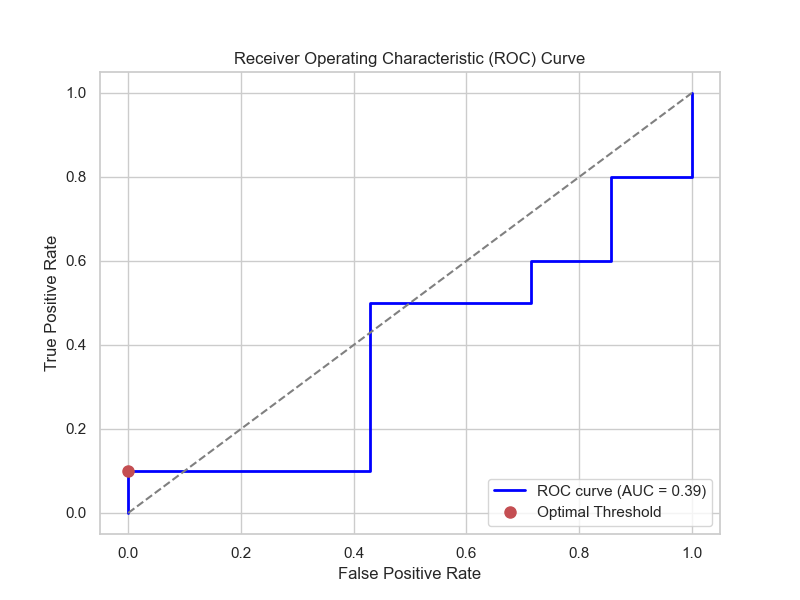 Receiver Operating Characteristic (ROC) Curve
True Positive Rate
1.0
0.8
0.6
0.4
0.2
0.0
ROC curve (AUC = 0.39)
Optimal Threshold
0.0 0.2 0.4 0.6 0.8 1.0
False Positive Rate